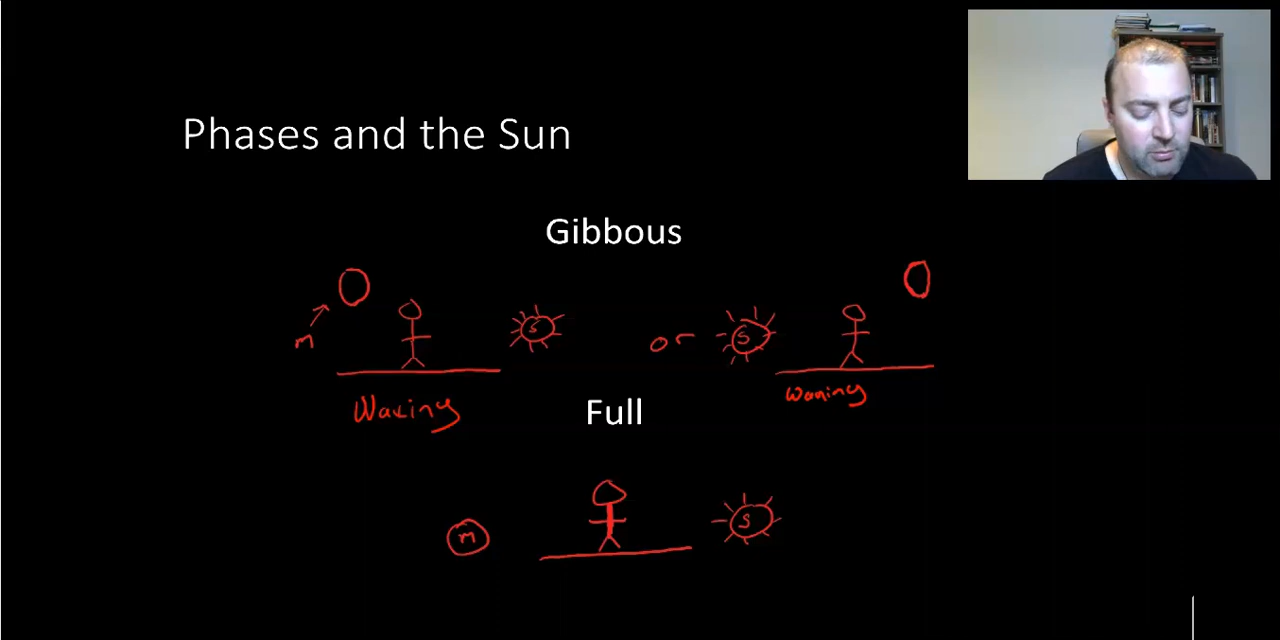 Phases and the Sun
Gibbous
m
S
or
S
Waxing
Waning
Full
m
S